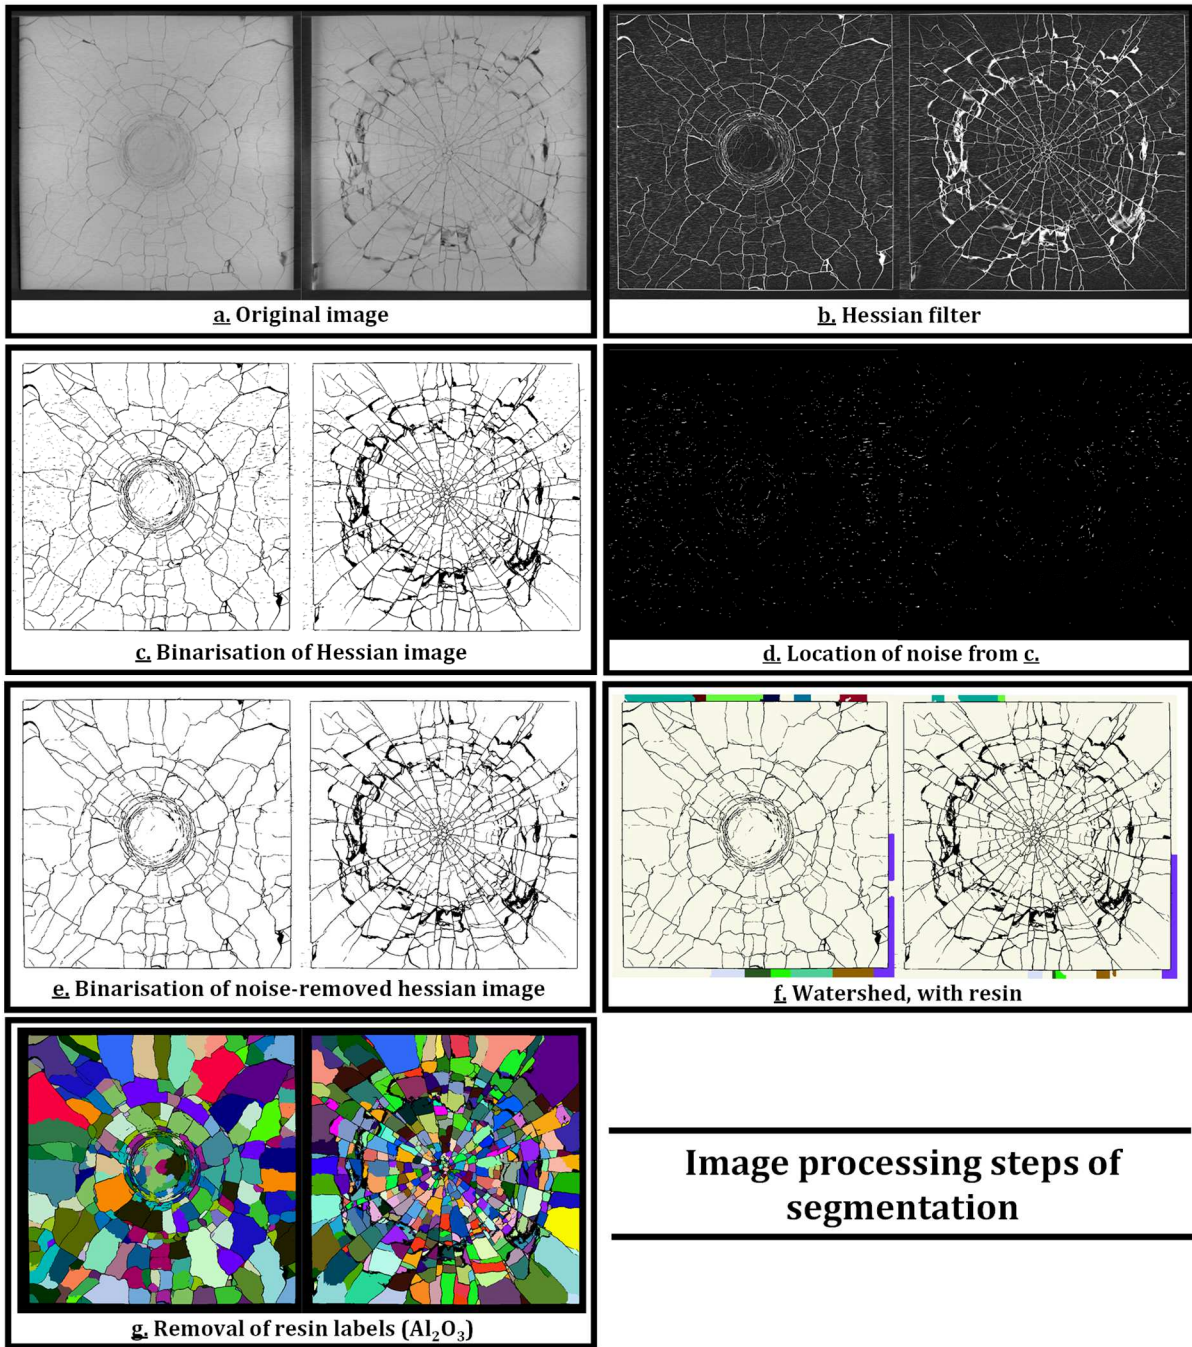 a. Original image
b. Hessian filter
c. Binarisation of Hessian image
d. Location of noise from c.
e. Binarisation of noise-removed hessian image
f. Watershed, with resin
g. Removal of resin labels (Al₂O₃)
Image processing steps of
segmentation